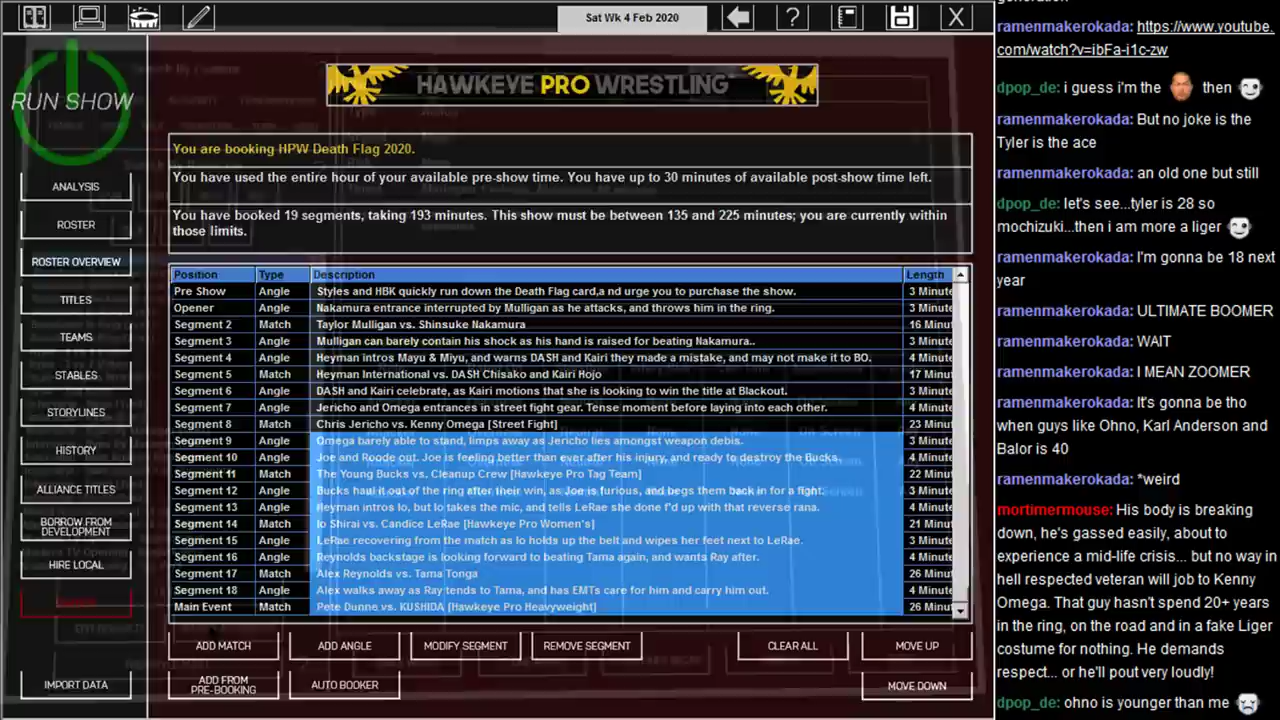 Sat Wk 4 Feb 2020
?
X
RUN SHOW
HAWKEYE PRO WRESTLING
You are booking HPW Death Flag 2020.
You have used the entire hour of your available pre-show time. You have up to 30 minutes of available post-show time left.
You have booked 19 segments, taking 193 minutes. This show must be between 135 and 225 minutes; you are currently within
those limits.
ANALYSIS
ROSTER
ROSTER OVERVIEW
TITLES
TEAMS
STABLES
STORYLINES
HISTORY
ALLIANCE TITLES
BORROW FROM
DEVELOPMENT
HIRE LOCAL
IMPORT DATA
Position Type Description Length
Pre Show Angle Styles and HBK quickly run down the Death Flag card,a nd urge you to purchase the show. 3 Minute
Opener Angle Nakamura entrance interrupted by Mulligan as he attacks, and throws him in the ring. 3 Minute
Segment 2 Match Taylor Mulligan vs. Shinsuke Nakamura 16 Minut
Segment 3 Angle Mulligan can barely contain his shock as his hand is raised for beating Nakamura.. 3 Minute
Segment 4 Angle Heyman intros Mayu & Miyu, and warns DASH and Kairi they made a mistake, and may not make it to BO. 4 Minute
Segment 5 Match Heyman International vs. DASH Chisako and Kairi Hojo 17 Minut
Segment 6 Angle DASH and Kairi celebrate, as Kairi motions that she is looking to win the title at Blackout. 3 Minute
Segment 7 Angle Jericho and Omega entrances in street fight gear. Tense moment before laying into each other. 4 Minute
Segment 8 Match Chris Jericho vs. Kenny Omega [Street Fight] 23 Minut
Segment 9 Angle Omega barely able to stand, limps away as Jericho lies amongst weapon debis. 3 Minute
Segment 10 Angle Joe and Roode out. Joe is feeling better than ever after his injury, and ready to destroy the Bucks. 4 Minute
Segment 11 Match The Young Bucks vs. Cleanup Crew [Hawkeye Pro Tag Team] 22 Minut
Segment 12 Angle Bucks haul it out of the ring after their win, as Joe is furious, and begs them back in for a fight. 3 Minute
Segment 13 Angle Heyman intros Io, but Io takes the mic, and tells LeRae she done f'd up with that reverse rana. 4 Minute
Segment 14 Match Io Shirai vs. Candice LeRae [Hawkeye Pro Women's] 21 Minut
Segment 15 Angle LeRae recovering from the match as Io holds up the belt and wipes her feet next to LeRae. 3 Minute
Segment 16 Angle Reynolds backstage is looking forward to beating Tama again, and wants Ray after. 4 Minute
Segment 17 Match Alex Reynolds vs. Tama Tonga 26 Minut
Segment 18 Angle Alex walks away as Ray tends to Tama, and has EMTs care for him and carry him out. 4 Minute
Main Event Match Pete Dunne vs. KUSHIDA [Hawkeye Pro Heavyweight] 26 Minut
ADD MATCH
ADD ANGLE
MODIFY SEGMENT
REMOVE SEGMENT
CLEAR ALL
MOVE UP
ADD FROM
PRE-BOOKING
AUTO BOOKER
MOVE DOWN
ramenmakerokada: https://www.youtube.
com/watch?v=ibFa-i1c-zw
dpop_de: i guess i'm the then
ramenmakerokada: But no joke is the
Tyler is the ace
ramenmakerokada: an old one but still
dpop_de: let's see...tyler is 28 so
mochizuki...then i am more a liger
ramenmakerokada: I'm gonna be 18 next
year
ramenmakerokada: ULTIMATE BOOMER
ramenmakerokada: WAIT
ramenmakerokada: I MEAN ZOOMER
ramenmakerokada: It's gonna be tho
when guys like Ohno, Karl Anderson and
Balor is 40
ramenmakerokada: *weird
mortimermouse: His body is breaking
down, he's gassed easily, about to
experience a mid-life crisis... but no way in
hell respected veteran will job to Kenny
Omega. That guy hasn't spend 20+ years
in the ring, on the road and in a fake Liger
costume for nothing. He demands
respect... or he'll pout very loudly!
dpop_de: ohno is younger than me